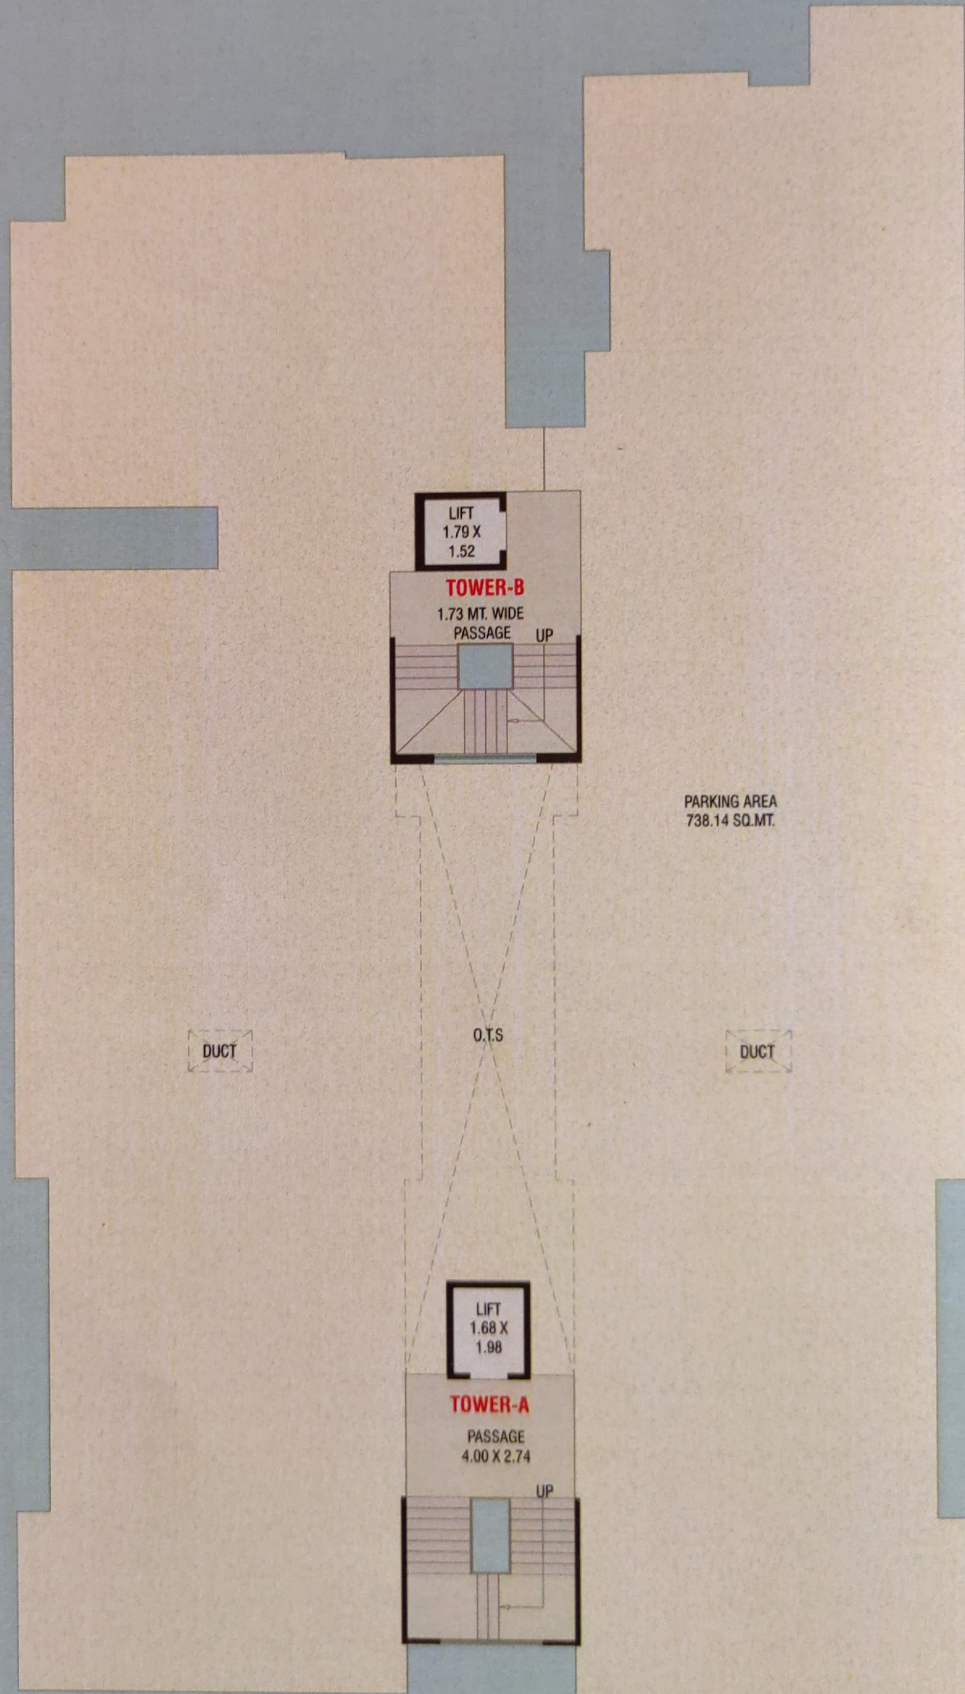 LIFT
1.79 X
1.52
TOWER-B
1.73 MT. WIDE
PASSAGE
UP
PARKING AREA
738.14 SQ.MT.
DUCT
O.T.S
DUCT
LIFT
1.68 X
1.98
TOWER-A
PASSAGE
4.00 X 2.74
UP